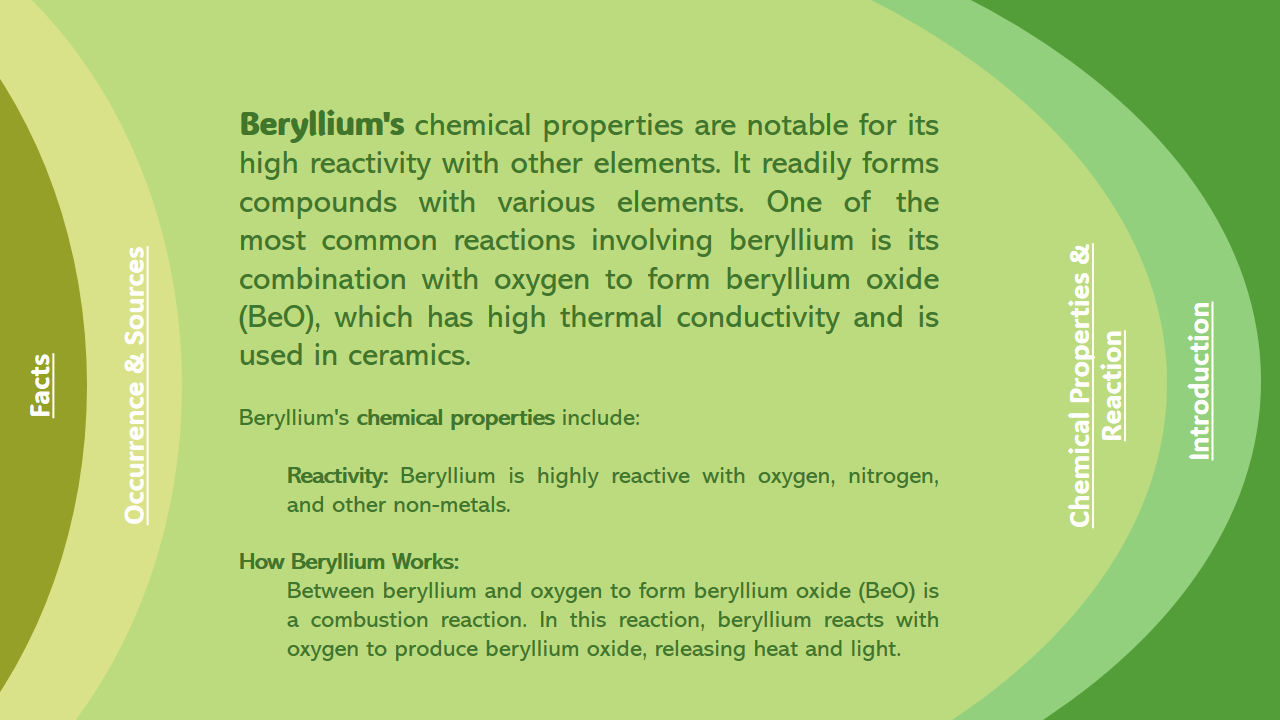 Facts
Occurrence & Sources
Beryllium's chemical properties are notable for its
high reactivity with other elements. It readily forms
compounds with various elements. One of the
most common reactions involving beryllium is its
combination with oxygen to form beryllium oxide
(BeO), which has high thermal conductivity and is
used in ceramics.
Beryllium's chemical properties include:
Reactivity: Beryllium is highly reactive with oxygen, nitrogen,
and other non-metals.
How Beryllium Works:
Between beryllium and oxygen to form beryllium oxide (BeO) is
a combustion reaction. In this reaction, beryllium reacts with
oxygen to produce beryllium oxide, releasing heat and light.
Chemical Properties &
Reaction
Introduction